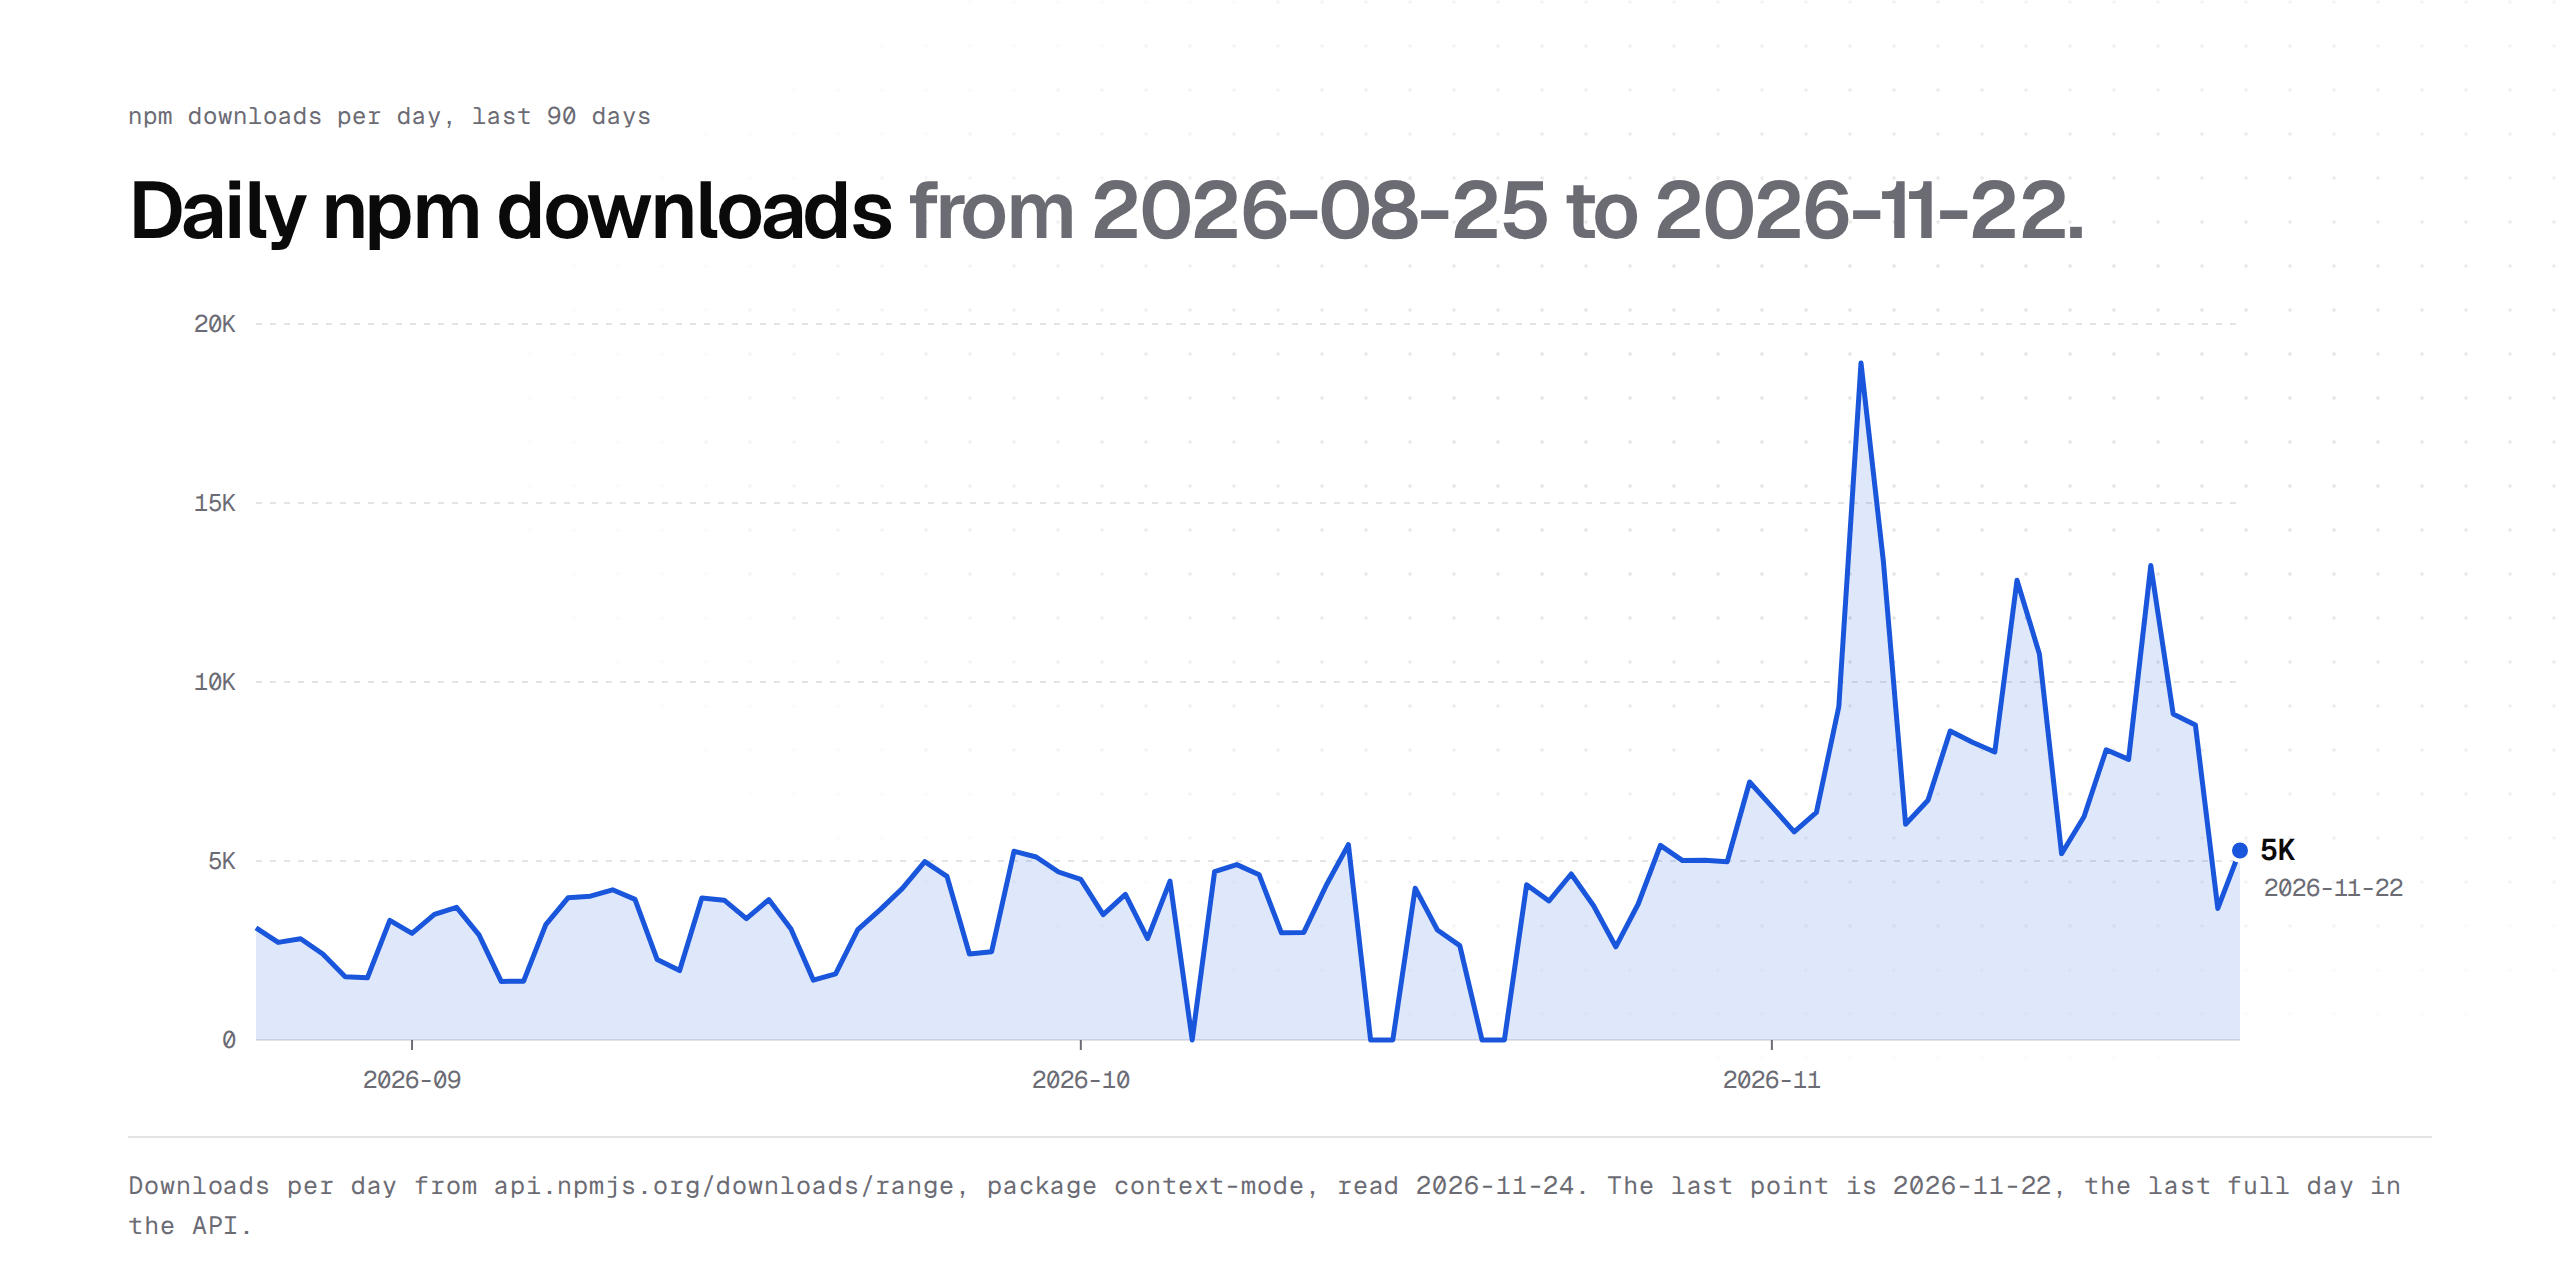 npm downloads per day, last 90 days
Daily npm downloads from 2026-08-25 to 2026-11-22.
20K
15K
10K
5K
0
5K
2026-11-22
2026-09
2026-10
2026-11
Downloads per day from api.npmjs.org/downloads/range, package context-mode, read 2026-11-24. The last point is 2026-11-22, the last full day in
the API.